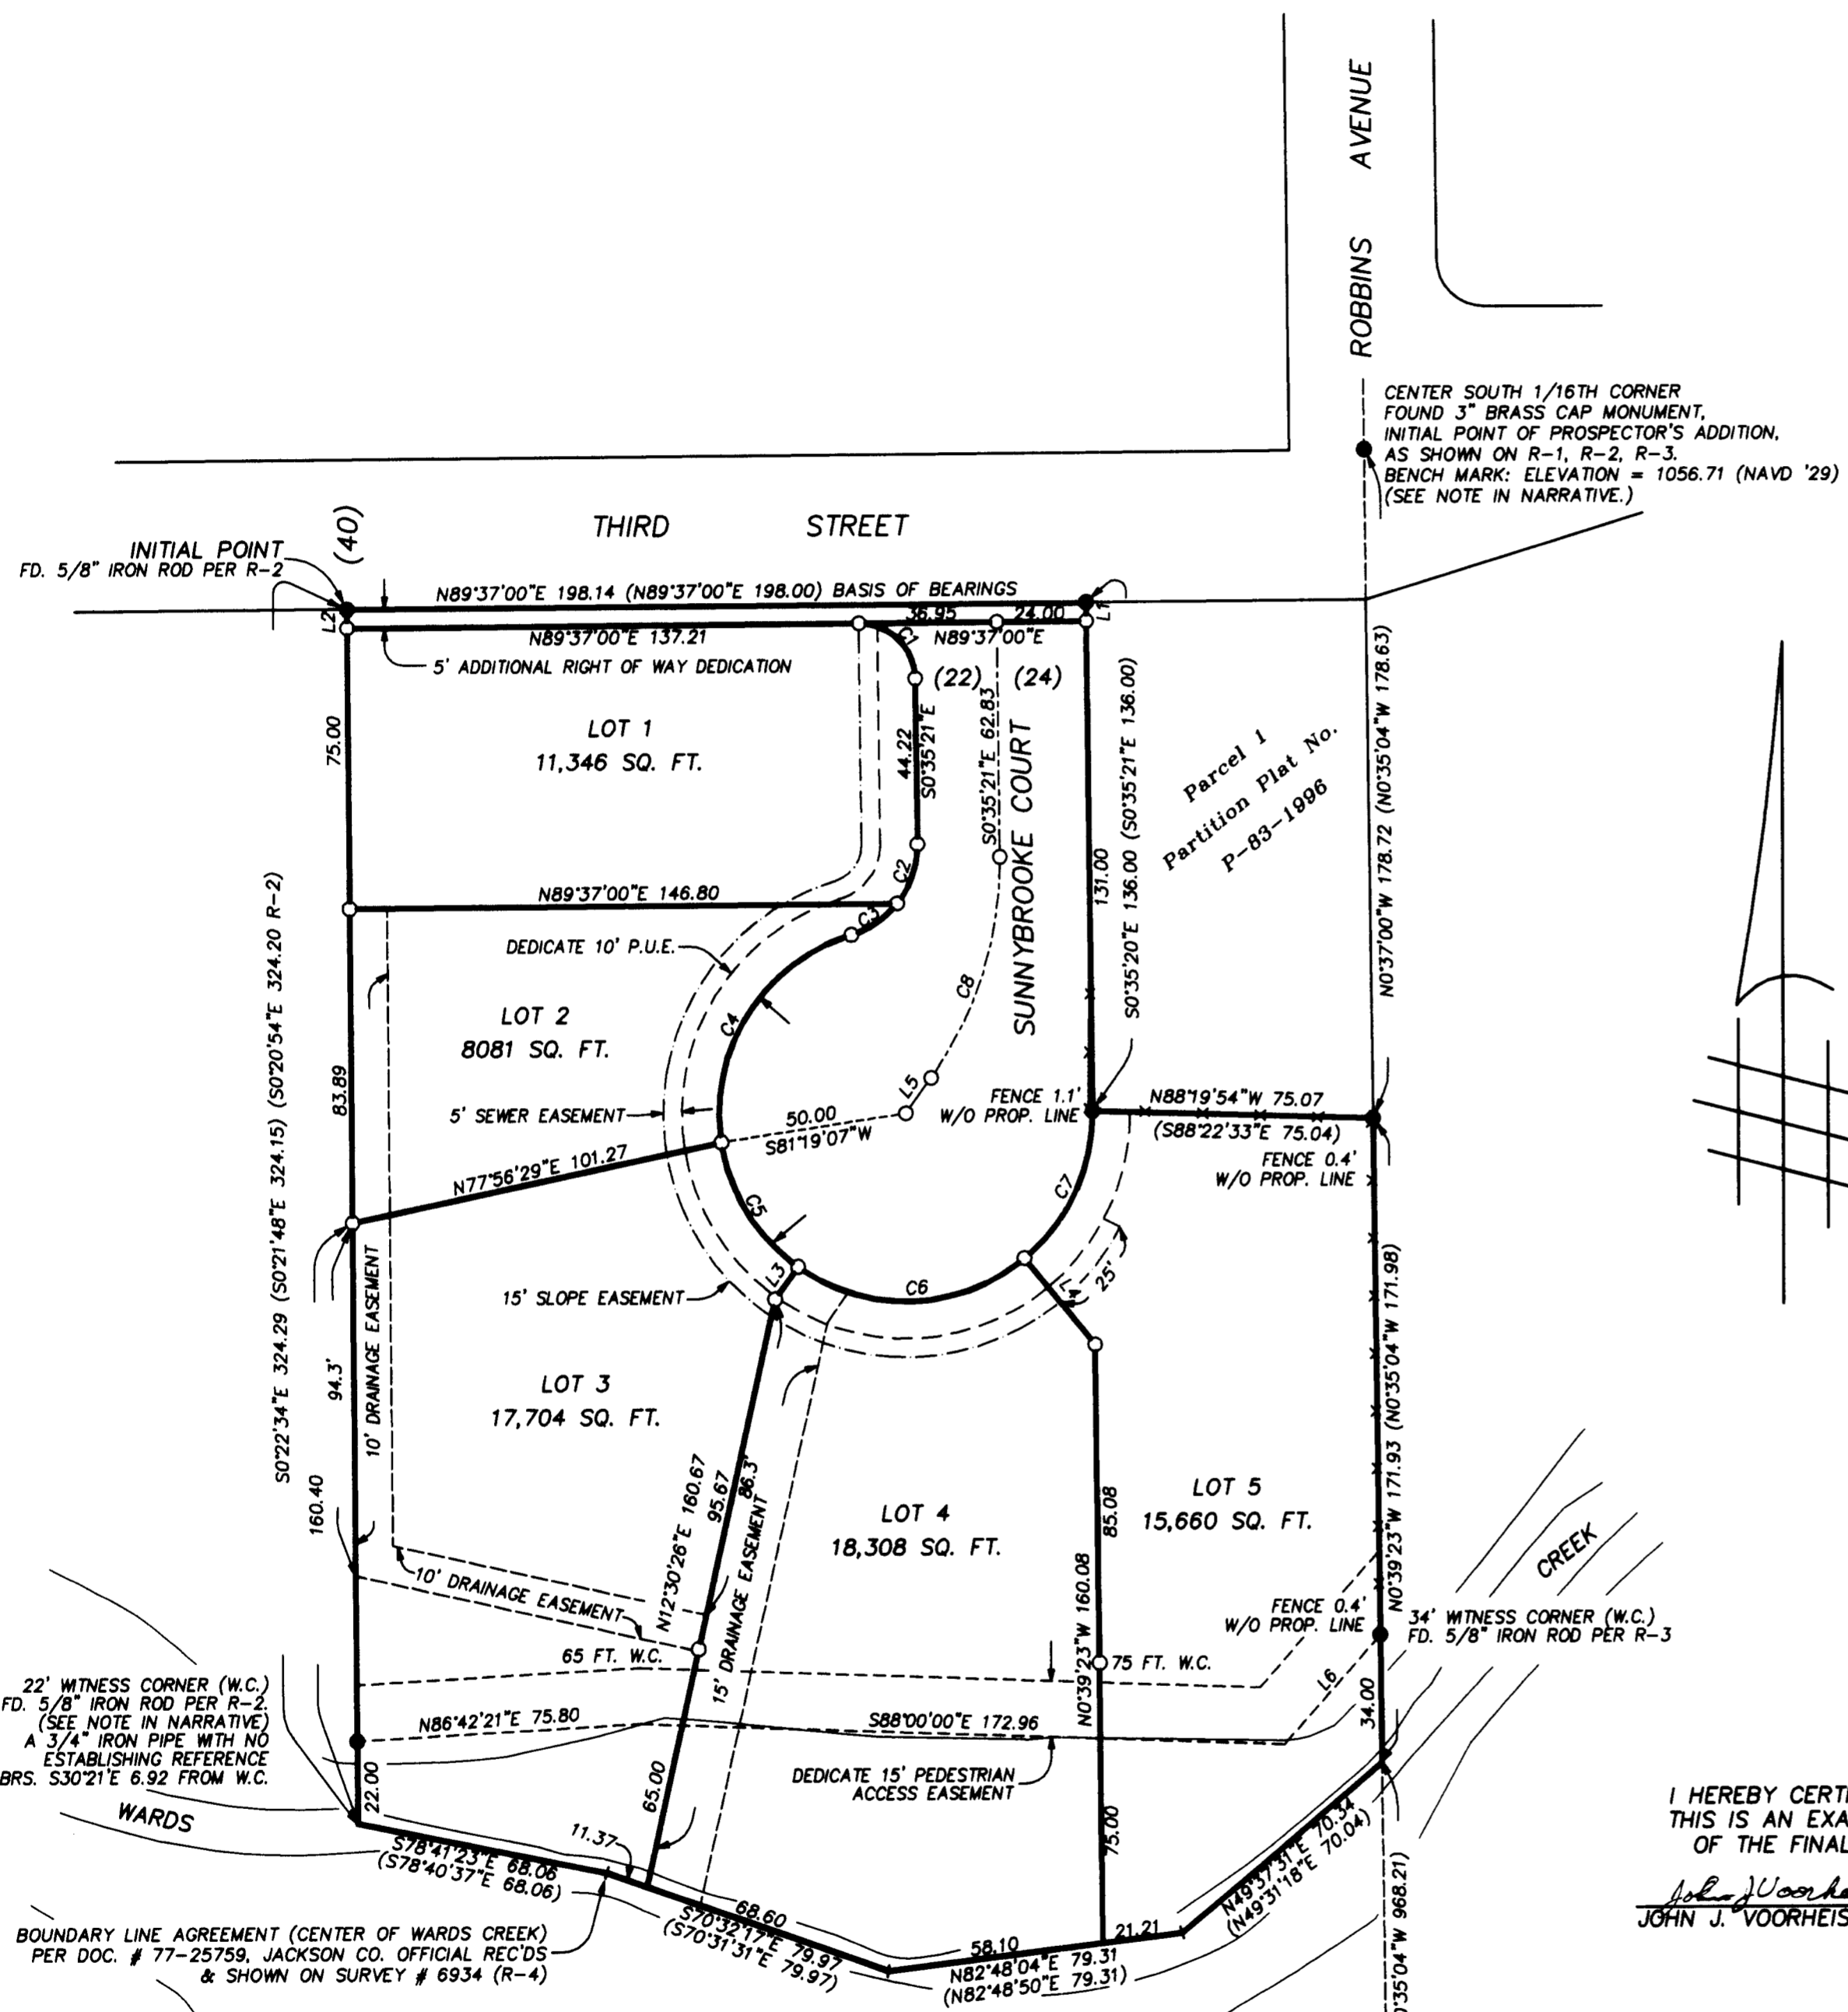 ROBBINS AVENUE
CENTER SOUTH 1/16TH CORNER
FOUND 3" BRASS CAP MONUMENT,
INITIAL POINT OF PROSPECTOR'S ADDITION,
AS SHOWN ON R-1, R-2, R-3.
BENCH MARK: ELEVATION = 1056.71 (NAVD '29)
(SEE NOTE IN NARRATIVE.)
THIRD STREET
(40)
INITIAL POINT
FD. 5/8" IRON ROD PER R-2
N89°37'00"E 198.14 (N89°37'00"E 198.00) BASIS OF BEARINGS
L2
L1
36.95
24.00
N89°37'00"E 137.21
C1
N89°37'00"E
5' ADDITIONAL RIGHT OF WAY DEDICATION
(22)
(24)
75.00
LOT 1
11,346 SQ. FT.
44.22
S0°35'21"E
S0°35'21"E 62.83
SUNNYBROOKE COURT
131.00
S0°35'20"E 136.00 (S0°35'21"E 136.00)
Parcel 1
Partition Plat No.
P-83-1996
N0°37'00"W 178.72 (N0°35'04"W 178.63)
C2
N89°37'00"E 146.80
C3
DEDICATE 10' P.U.E.
LOT 2
8081 SQ. FT.
C4
C8
83.89
L5
5' SEWER EASEMENT
50.00
S81°19'07"W
FENCE 1.1'
W/O PROP. LINE
N88°19'54"W 75.07
(S88°22'33"E 75.04)
FENCE 0.4'
W/O PROP. LINE
N77°56'29"E 101.27
C5
C7
S0°22'34"E 324.29 (S0°21'48"E 324.15) (S0°20'54"E 324.20 R-2)
L3
C6
L4
25'
15' SLOPE EASEMENT
94.3'
10' DRAINAGE EASEMENT
LOT 3
17,704 SQ. FT.
160.40
N12°30'26"E 160.67
95.67
86.3'
15' DRAINAGE EASEMENT
LOT 4
18,308 SQ. FT.
85.08
N0°39'23"W 160.08
LOT 5
15,660 SQ. FT.
N0°39'23"W 171.93 (N0°35'04"W 171.98)
CREEK
10' DRAINAGE EASEMENT
FENCE 0.4'
W/O PROP. LINE
34' WITNESS CORNER (W.C.)
FD. 5/8" IRON ROD PER R-3
65 FT. W.C.
75 FT. W.C.
L6
34.00
22' WITNESS CORNER (W.C.)
FD. 5/8" IRON ROD PER R-2.
(SEE NOTE IN NARRATIVE)
A 3/4" IRON PIPE WITH NO
ESTABLISHING REFERENCE
BRS. S30°21'E 6.92 FROM W.C.
N86°42'21"E 75.80
S88°00'00"E 172.96
DEDICATE 15' PEDESTRIAN
ACCESS EASEMENT
22.00
65.00
75.00
WARDS
11.37
S78°41'23"E 68.06
(S78°40'37"E 68.06)
68.60
S70°32'17"E 79.97
(S70°31'31"E 79.97)
58.10
21.21
N82°48'04"E 79.31
(N82°48'50"E 79.31)
N49°37'31"E 70.34
(N49°31'18"E 70.04)
BOUNDARY LINE AGREEMENT (CENTER OF WARDS CREEK)
PER DOC. # 77-25759, JACKSON CO. OFFICIAL REC'DS
& SHOWN ON SURVEY # 6934 (R-4)
0°35'04"W 968.21)
I HEREBY CERT
THIS IS AN EXA
OF THE FINAL
JOHN J. VOORHEIS